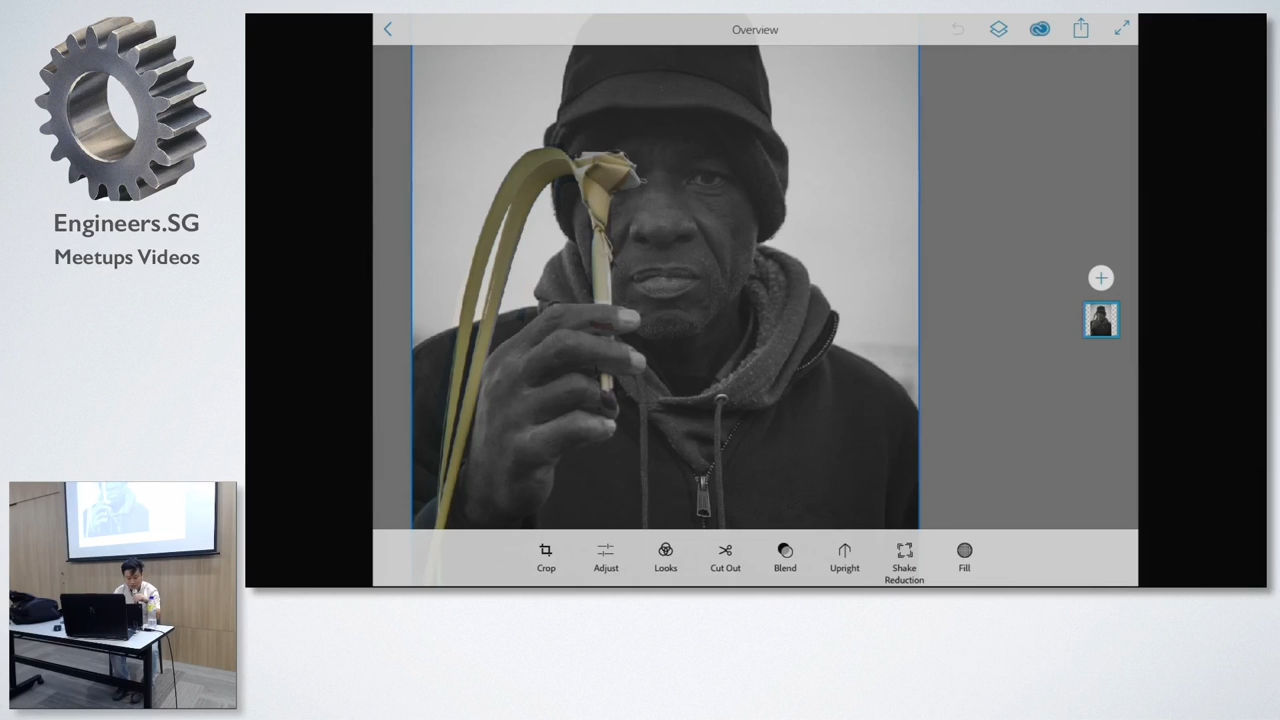 Engineers.SG
Meetups Videos
Overview
Crop
Adjust
Looks
Cut Out
Blend
Upright
Shake
Reduction
Fill